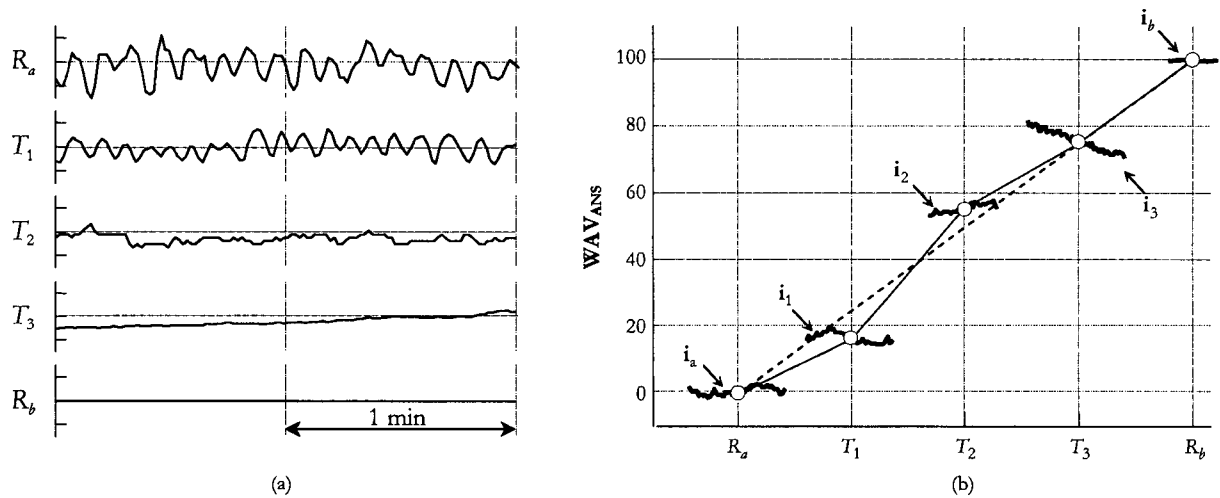 R_a
T_1
T_2
T_3
R_b
1 min
(a)
WAV_ANS
100
80
60
40
20
0
i_b
i_2
i_3
i_1
i_a
R_a T_1 T_2 T_3 R_b
(b)